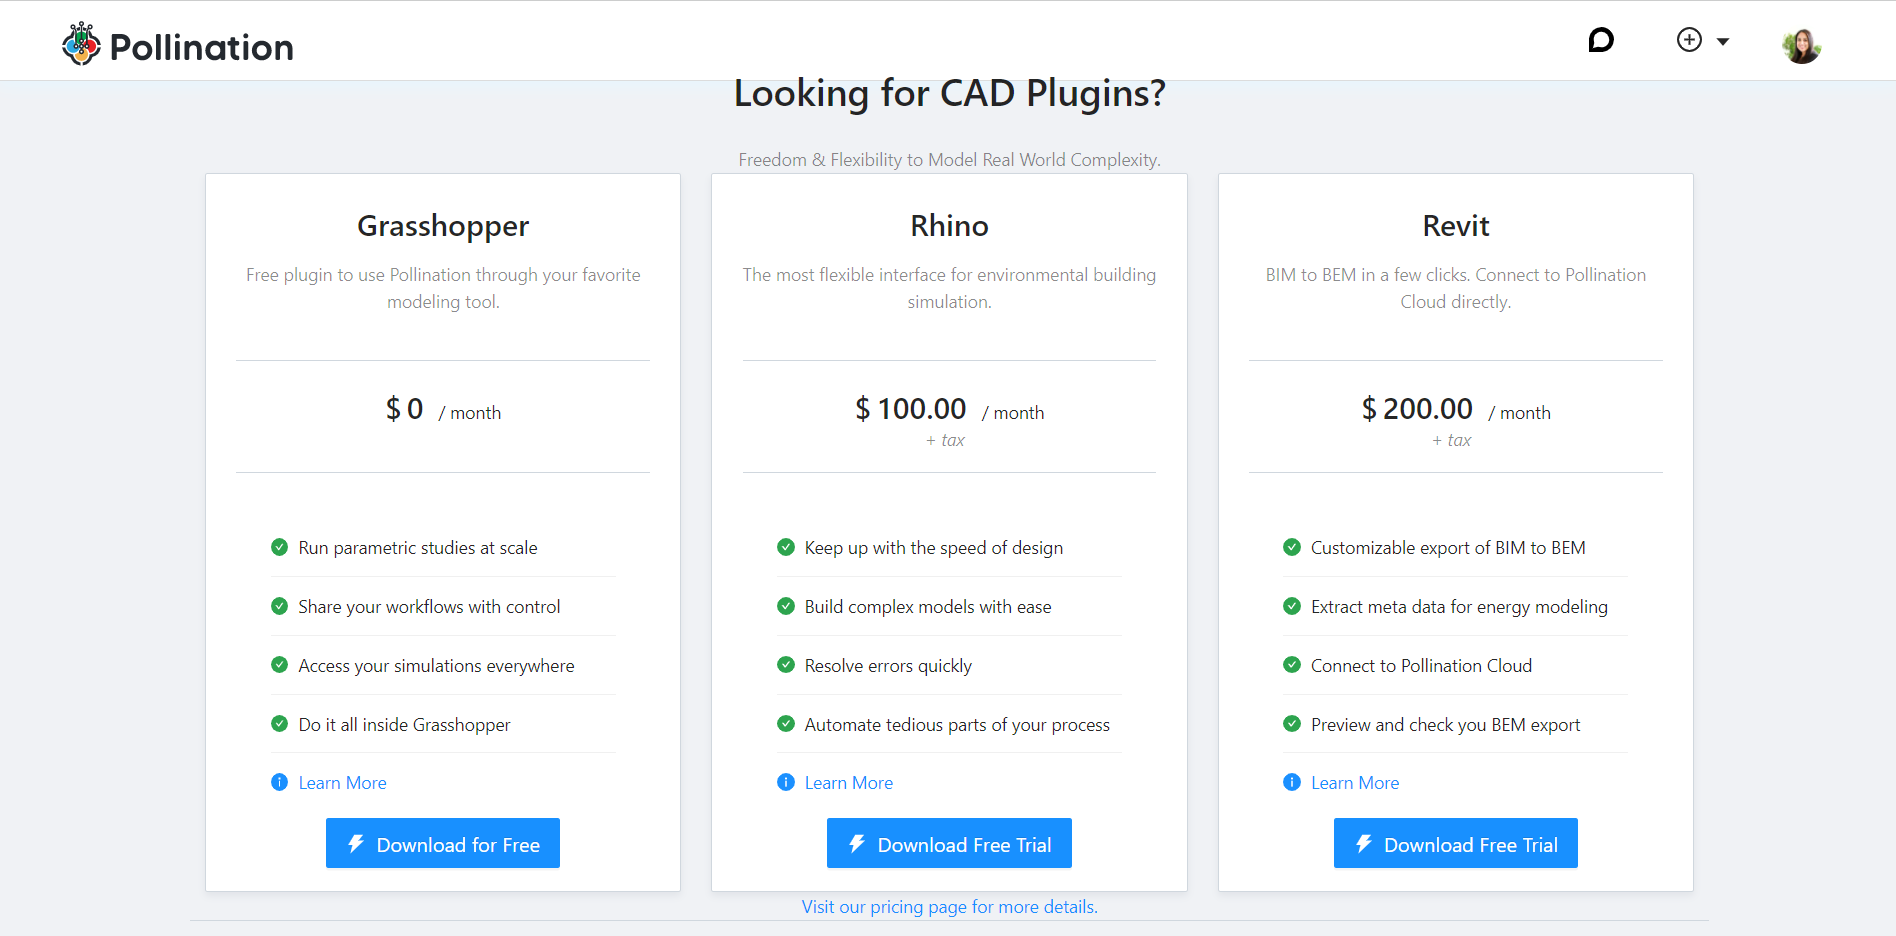 Pollination
Looking for CAD Plugins?
Freedom & Flexibility to Model Real World Complexity.
Grasshopper
Free plugin to use Pollination through your favorite
modeling tool.
$ 0 / month
Run parametric studies at scale
Share your workflows with control
Access your simulations everywhere
Do it all inside Grasshopper
Learn More
Download for Free
Rhino
The most flexible interface for environmental building
simulation.
$ 100.00 / month
+ tax
Keep up with the speed of design
Build complex models with ease
Resolve errors quickly
Automate tedious parts of your process
Learn More
Download Free Trial
Revit
BIM to BEM in a few clicks. Connect to Pollination
Cloud directly.
$ 200.00 / month
+ tax
Customizable export of BIM to BEM
Extract meta data for energy modeling
Connect to Pollination Cloud
Preview and check you BEM export
Learn More
Download Free Trial
Visit our pricing page for more details.